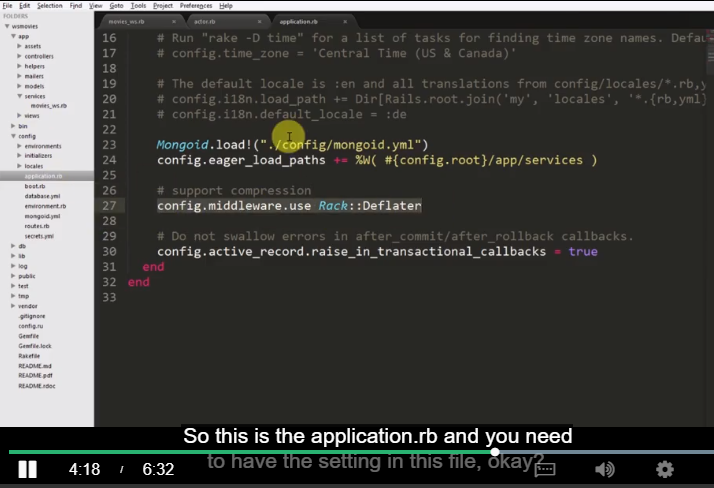 File Edit Selection Find View Goto Tools Project Preferences Help
FOLDERS
wsmovies
app
assets
controllers
helpers
mailers
models
services
movies_ws.rb
views
bin
config
environments
initializers
locales
application.rb
boot.rb
database.yml
environment.rb
mongoid.yml
routes.rb
secrets.yml
db
lib
log
public
test
tmp
vendor
.gitignore
config.ru
Gemfile
Gemfile.lock
Rakefile
README.md
README.pdf
README.rdoc
movies_ws.rb actor.rb application.rb
16 # Run "rake -D time" for a list of tasks for finding time zone names. Defau
17 # config.time_zone = 'Central Time (US & Canada)'
18
19 # The default locale is :en and all translations from config/locales/*.rb,y
20 # config.i18n.load_path += Dir[Rails.root.join('my', 'locales', '*.{rb,yml}
21 # config.i18n.default_locale = :de
22
23 Mongoid.load!("./config/mongoid.yml")
24 config.eager_load_paths += %W( #{config.root}/app/services )
25
26 # support compression
27 config.middleware.use Rack::Deflater
28
29 # Do not swallow errors in after_commit/after_rollback callbacks.
30 config.active_record.raise_in_transactional_callbacks = true
31 end
32 end
33
So this is the application.rb and you need
to have the setting in this file, okay?
4:18 / 6:32